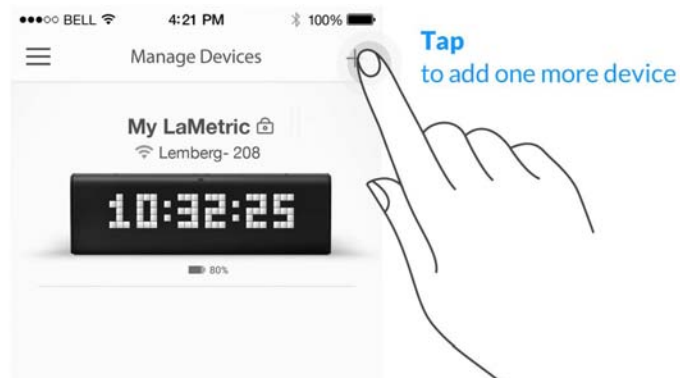 BELL 4:21 PM 100%
Manage Devices +
Tap
to add one more device
My LaMetric
Lemberg- 208
10:32:25
80%